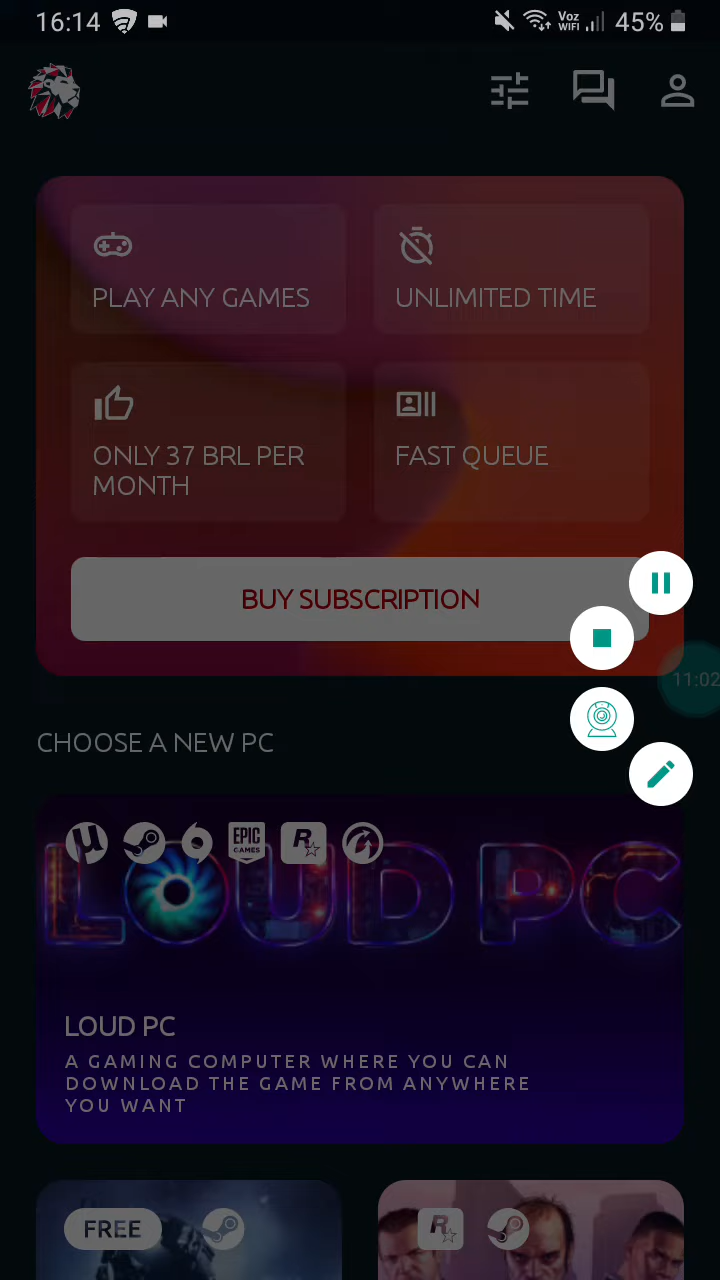 16:14
Voz
WIFI
45%
PLAY ANY GAMES
UNLIMITED TIME
ONLY 37 BRL PER
MONTH
FAST QUEUE
BUY SUBSCRIPTION
11:02
CHOOSE A NEW PC
EPIC
GAMES
R
LOUD PC
LOUD PC
A GAMING COMPUTER WHERE YOU CAN
DOWNLOAD THE GAME FROM ANYWHERE
YOU WANT
FREE
R